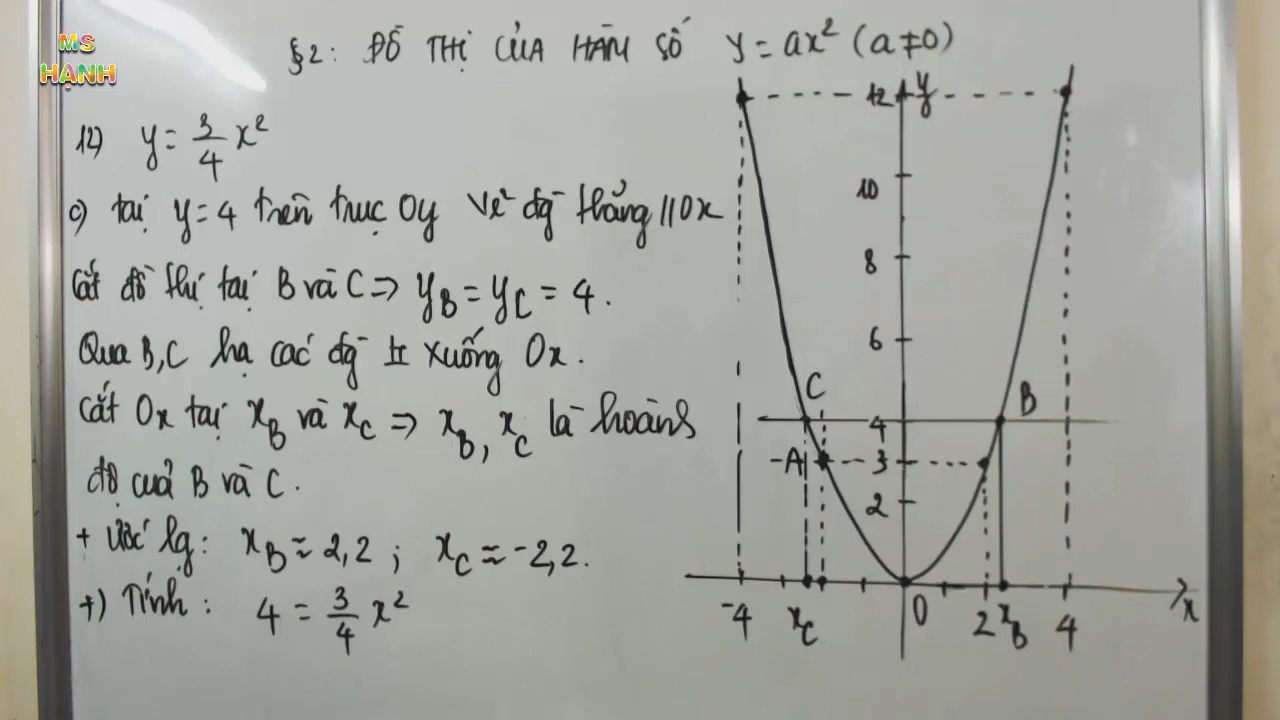 MS
HẠNH
§2: ĐỒ THỊ CỦA HÀM SỐ y = ax² (a ≠ 0)
12) y = 3/4 x²
c) tại y = 4 trên trục Oy vẽ đg thẳng // Ox
Cắt đồ thị tại B và C => y_B = y_C = 4.
Qua B, C hạ các đg ⊥ xuống Ox.
Cắt Ox tại x_B và x_C => x_B, x_C là hoành
độ của B và C.
+ Ước lg: x_B ≈ 2,2 ; x_C ≈ -2,2.
+) Tính: 4 = 3/4 x²
12 y
10
8
6
C B
4
-A 3
2
-4 x_C O 2 x_B 4 x